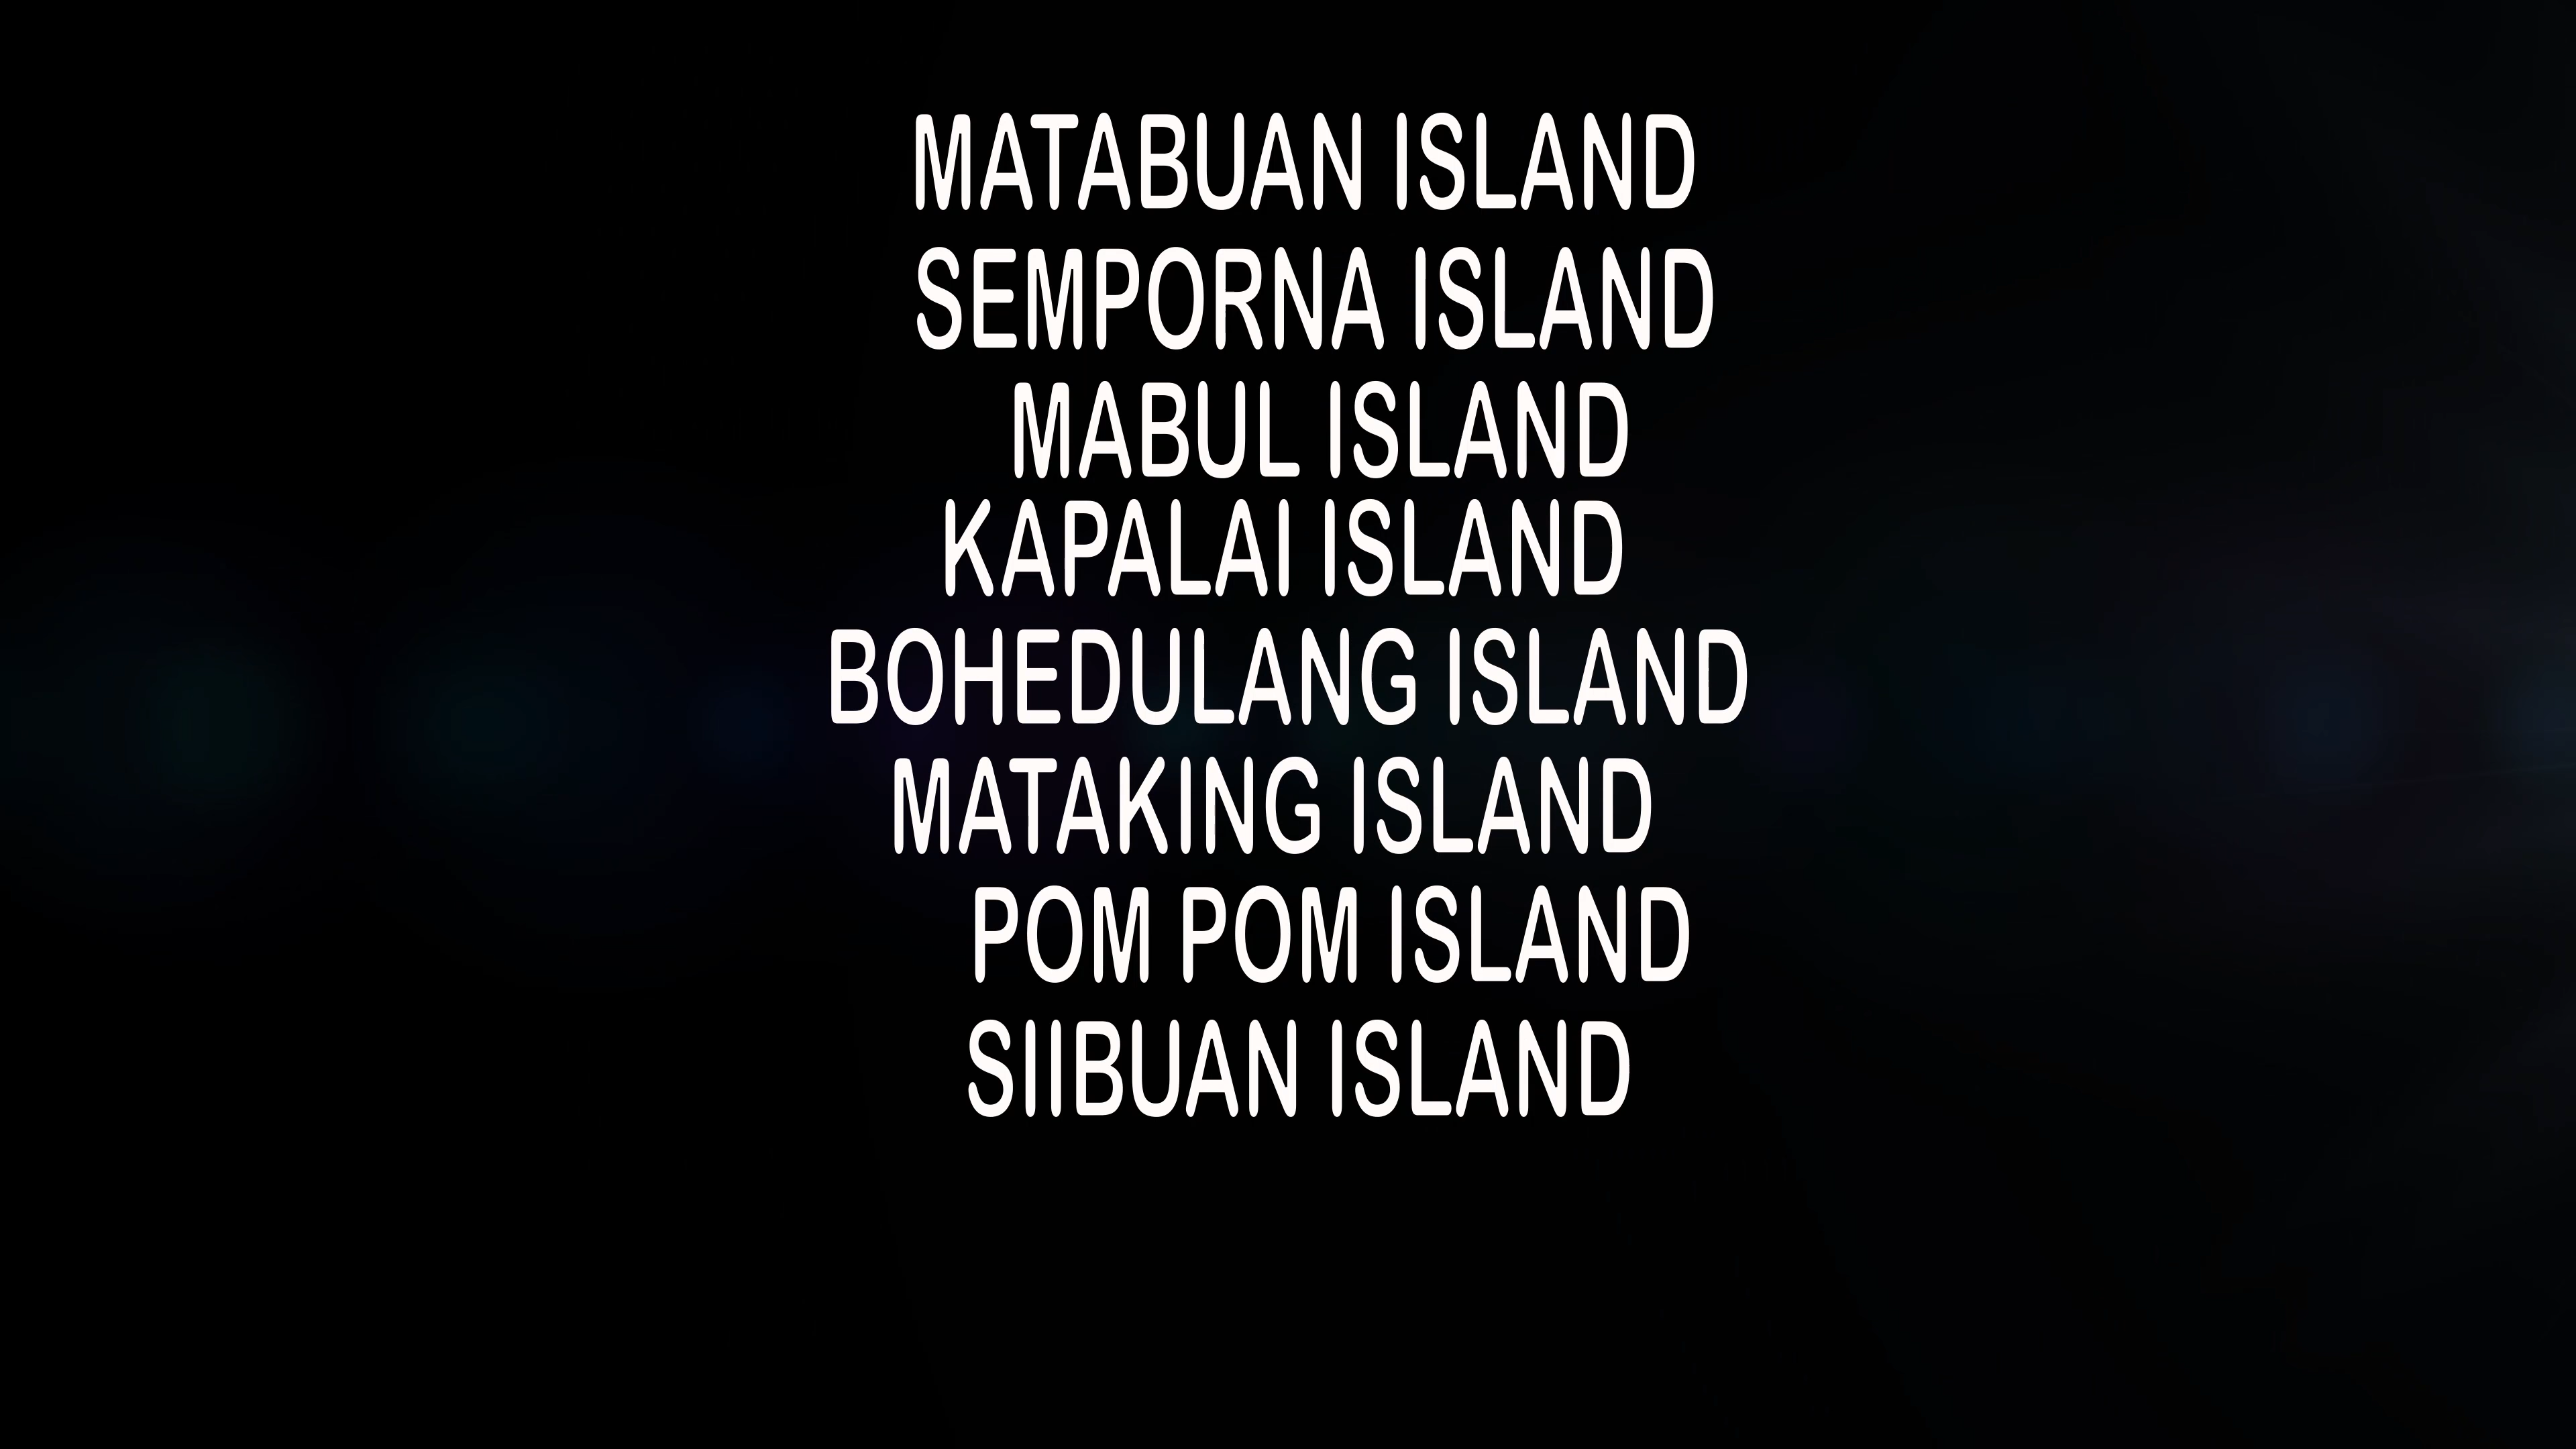 MATABUAN ISLAND
SEMPORNA ISLAND
MABUL ISLAND
KAPALAI ISLAND
BOHEDULANG ISLAND
MATAKING ISLAND
POM POM ISLAND
SIIBUAN ISLAND